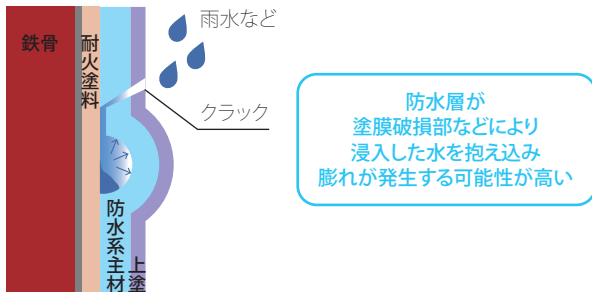 鉄骨
耐火塗料
雨水など
クラック
防水系主材
上塗
防水層が
塗膜破損部などにより
浸入した水を抱え込み
膨れが発生する可能性が高い